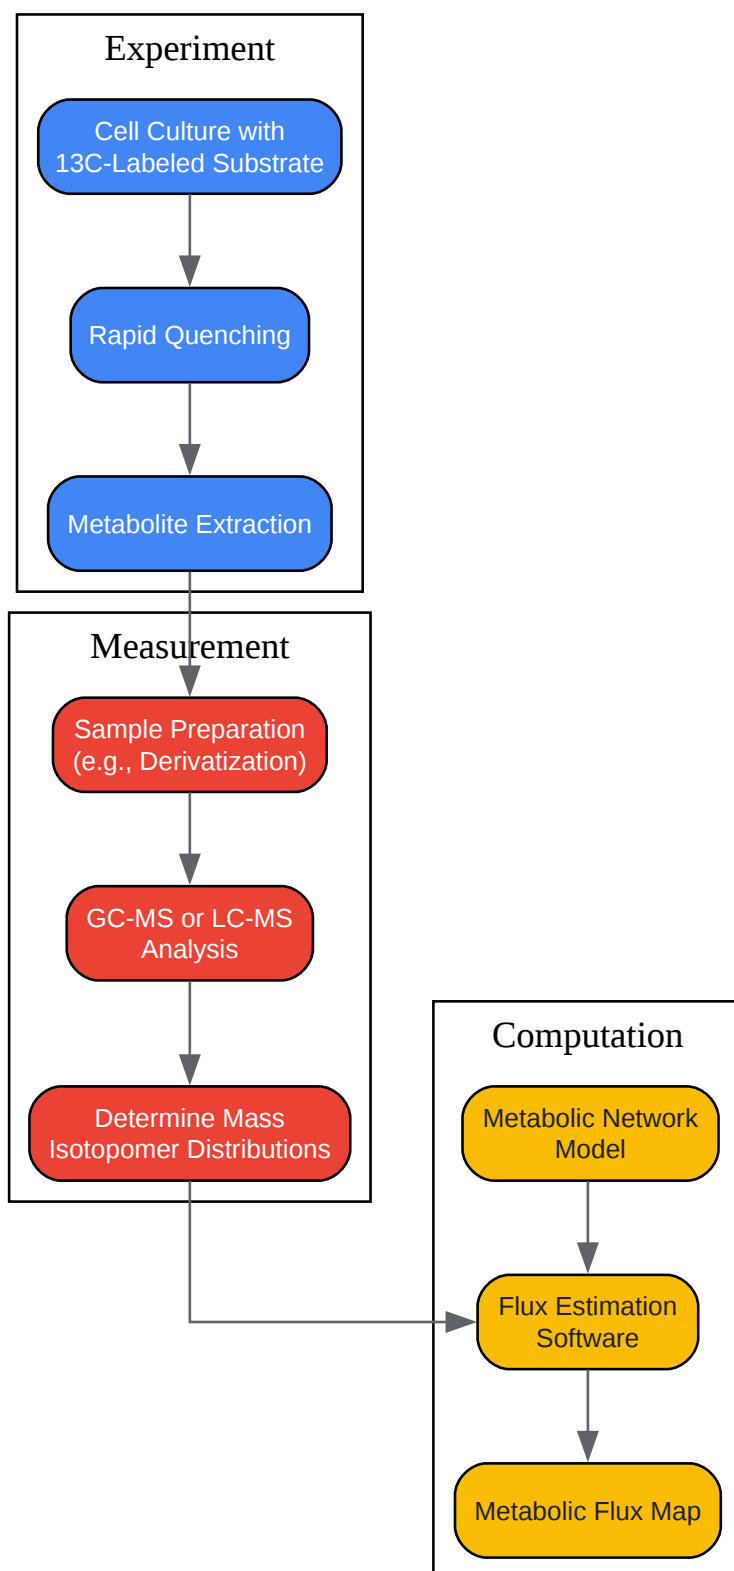 Experiment
Cell Culture with
13C-Labeled Substrate
Rapid Quenching
Metabolite Extraction
Measurement
Sample Preparation
(e.g., Derivatization)
GC-MS or LC-MS
Analysis
Determine Mass
Isotopomer Distributions
Computation
Metabolic Network
Model
Flux Estimation
Software
Metabolic Flux Map